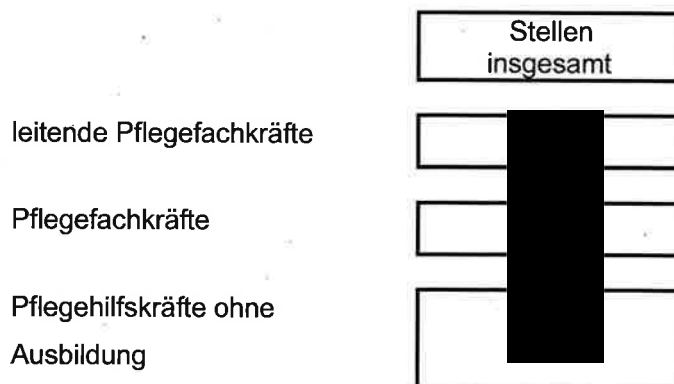 Stellen
insgesamt
leitende Pflegefachkräfte
Pflegefachkräfte
Pflegehilfskräfte ohne
Ausbildung